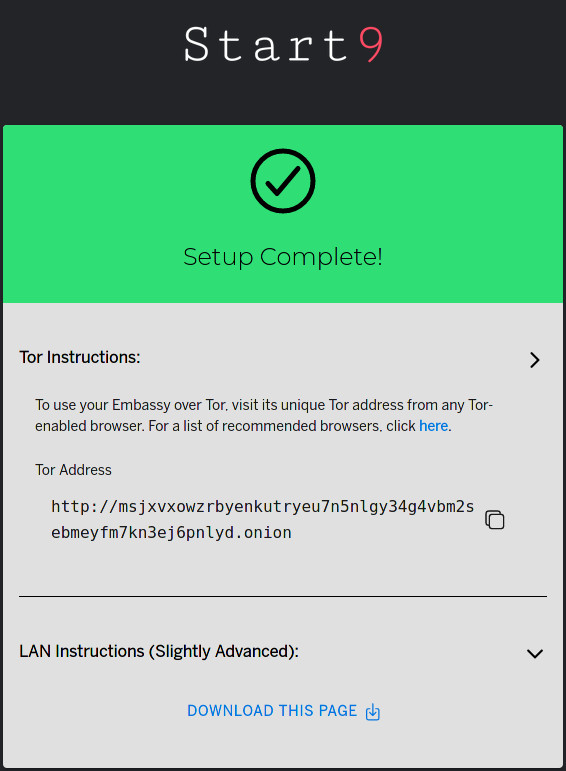 Start9
Setup Complete!
Tor Instructions:
To use your Embassy over Tor, visit its unique Tor address from any Tor-
enabled browser. For a list of recommended browsers, click here.
Tor Address
http://msjxvxowzrbyenkutryeu7n5nlgy34g4vbm2s
ebmeyfm7kn3ej6pnlyd.onion
LAN Instructions (Slightly Advanced):
DOWNLOAD THIS PAGE